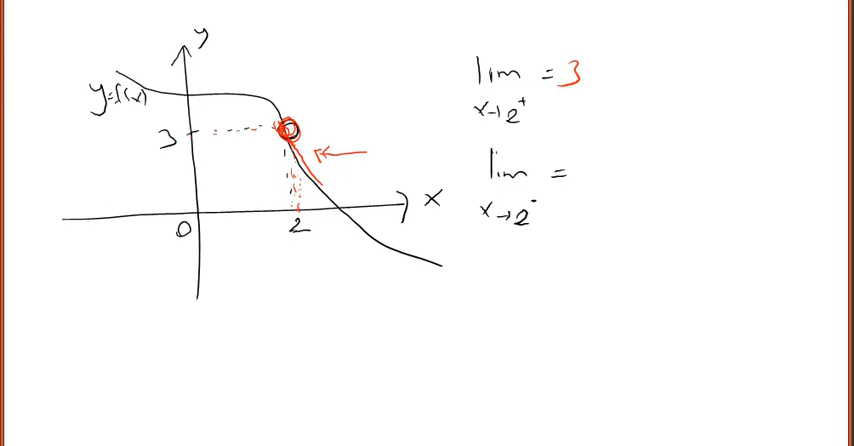 y
y=f(x)
3
0
2
x
lim = 3
x→2⁺
lim =
x→2⁻